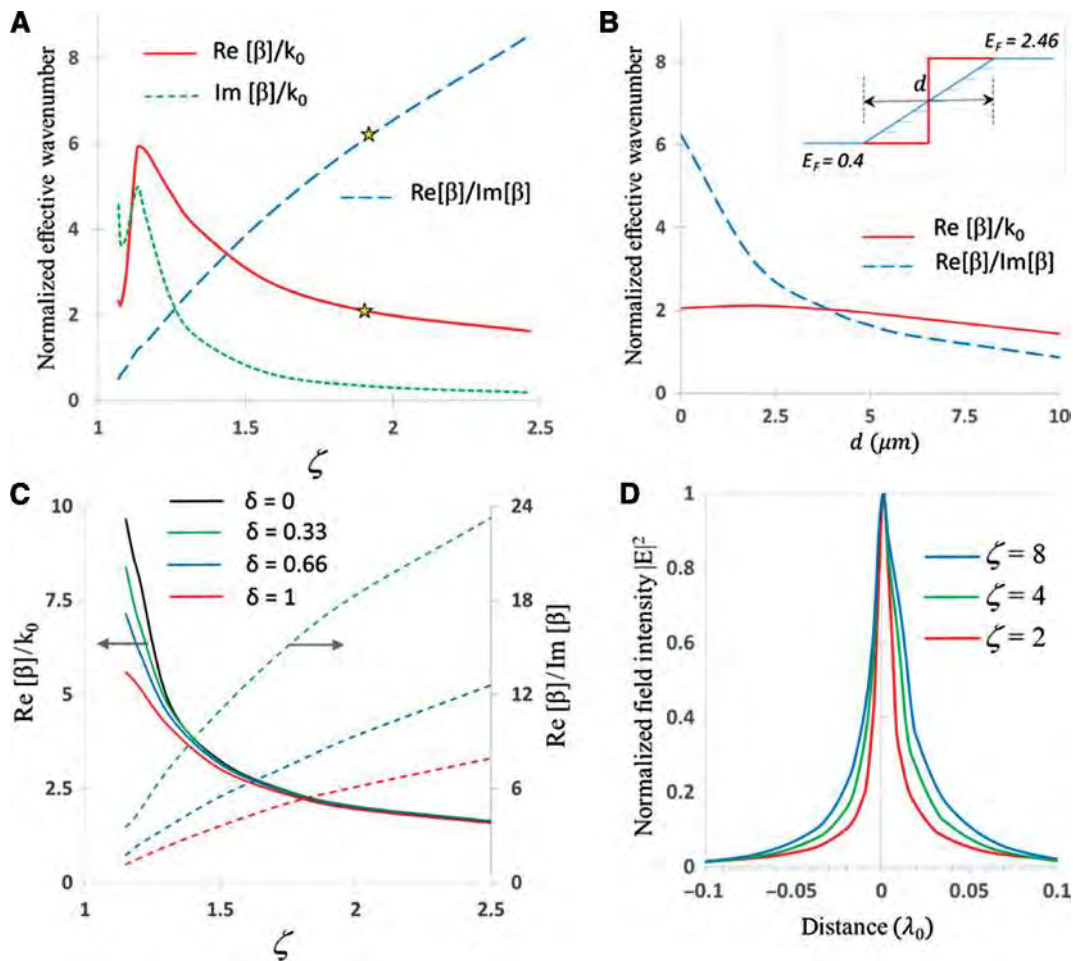 A
Normalized effective wavenumber
8
6
4
2
0
1
1.5
2
2.5
ζ
Re [β]/k₀
Im [β]/k₀
Re[β]/Im[β]
B
Normalized effective wavenumber
8
6
4
2
0
0
2.5
5
7.5
10
d (μm)
E_F = 2.46
d
E_F = 0.4
Re [β]/k₀
Re[β]/Im[β]
C
Re [β]/k₀
10
7.5
5
2.5
0
1
1.5
2
2.5
ζ
δ = 0
δ = 0.33
δ = 0.66
δ = 1
24
18
12
6
0
Re [β]/Im [β]
D
Normalized field intensity |E|²
1
0.8
0.6
0.4
0.2
0
−0.1
−0.05
0
0.05
0.1
Distance (λ₀)
ζ = 8
ζ = 4
ζ = 2